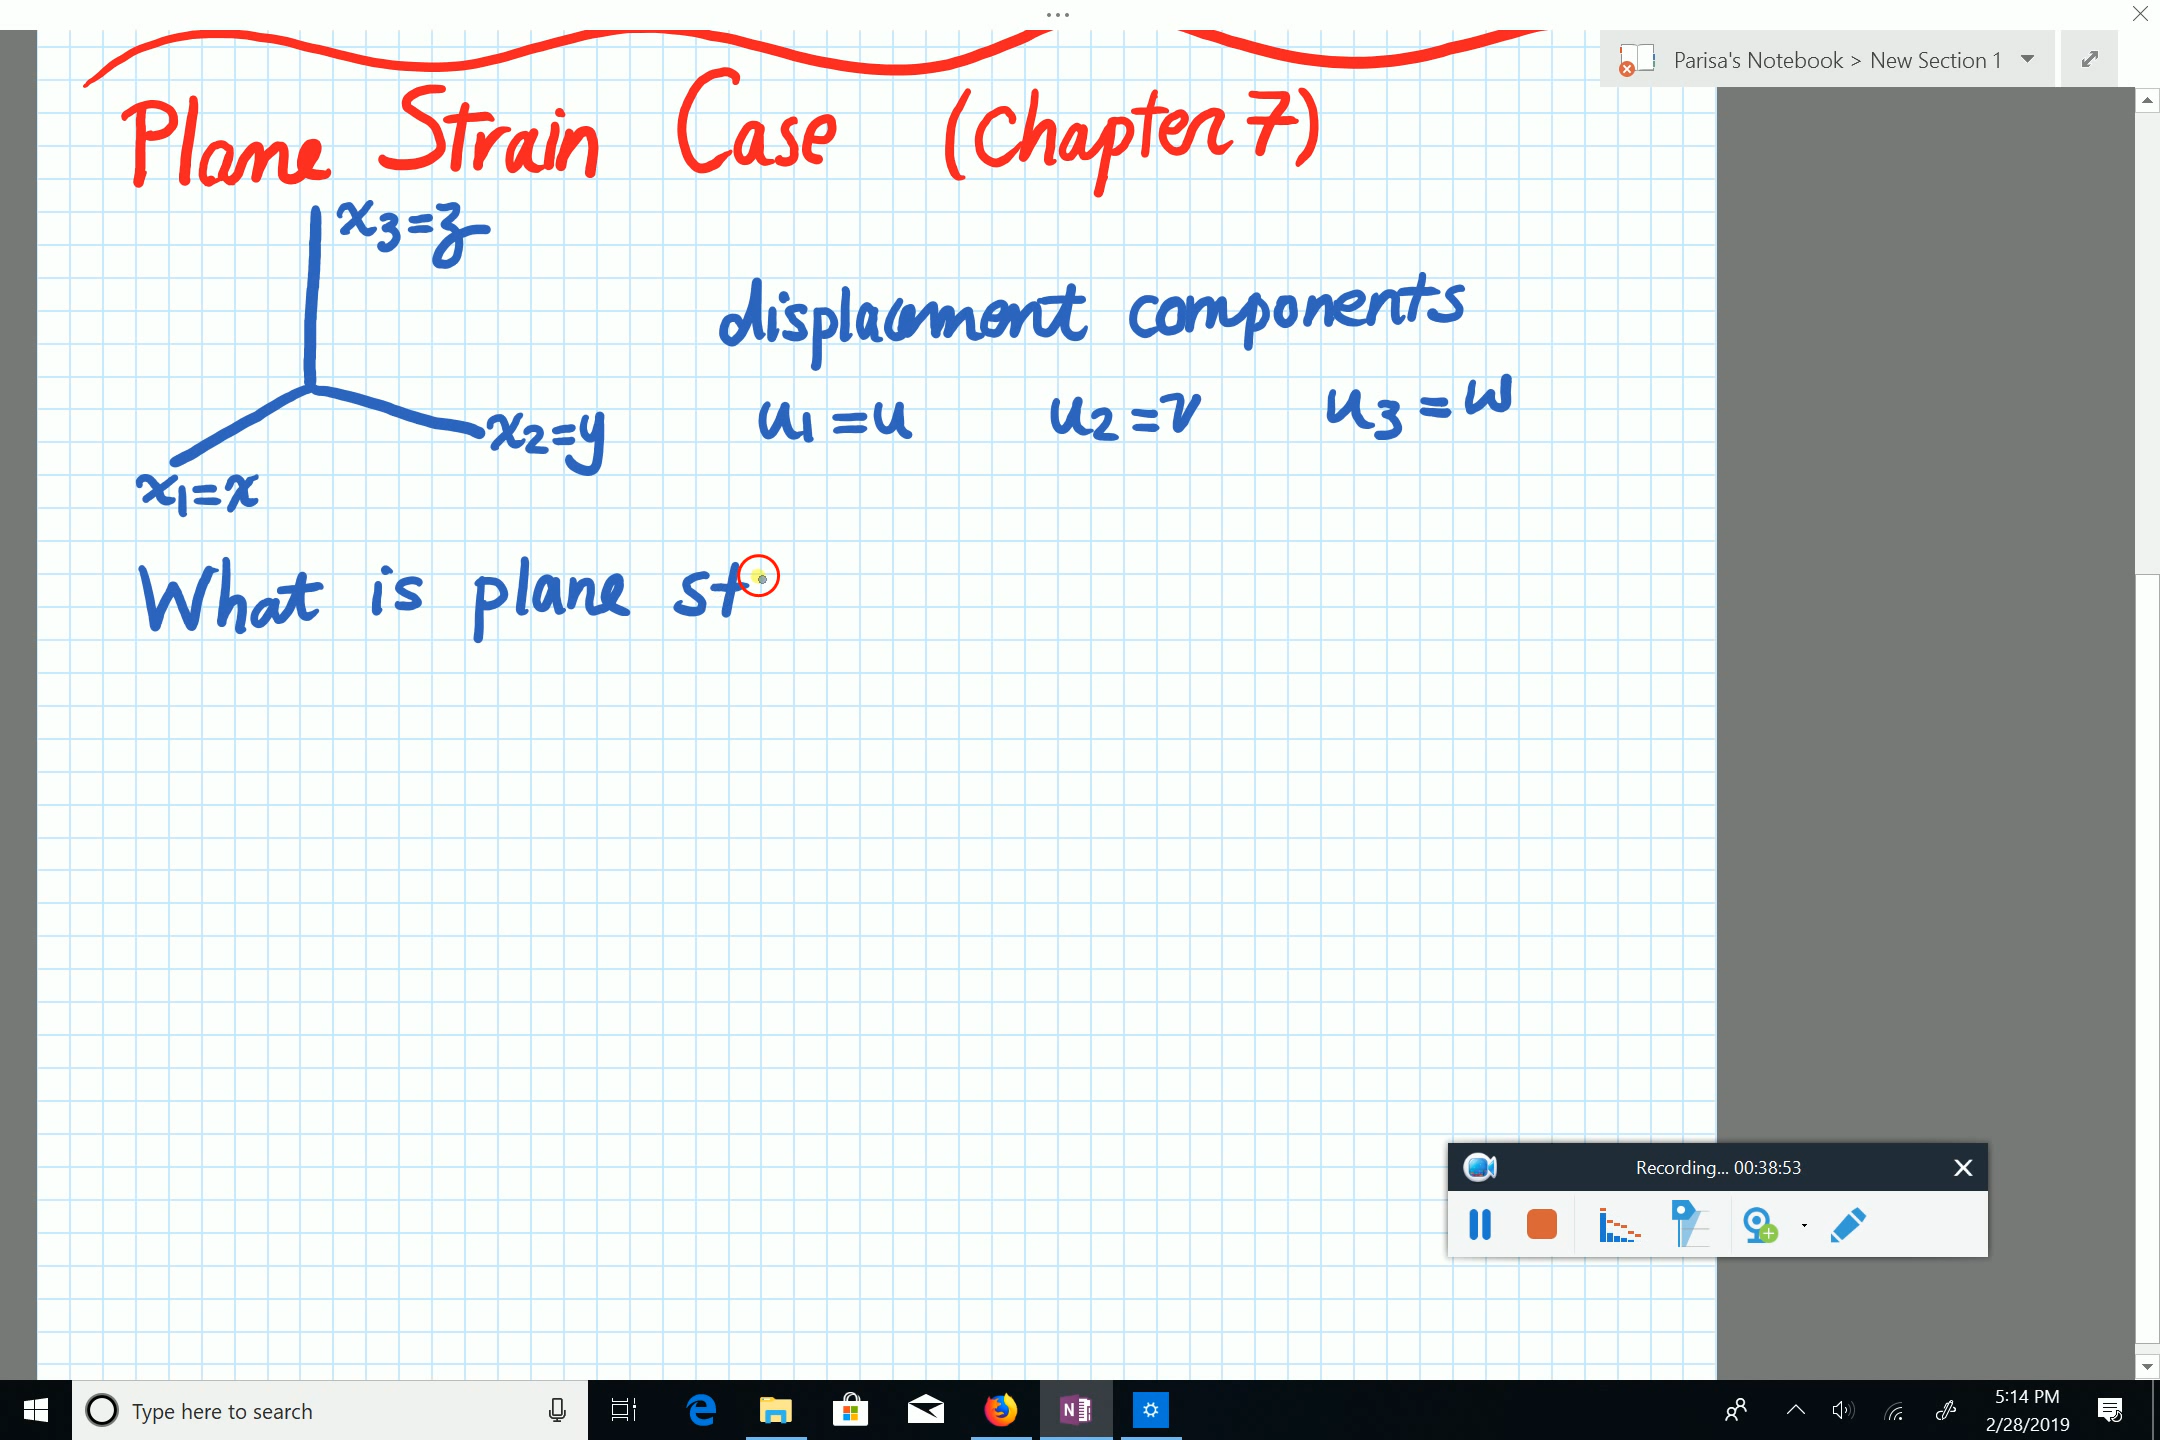 Parisa's Notebook > New Section 1
Plane Strain Case (Chapter 7)
x3=z
displacement components
u1=u u2=v u3=w
x2=y
x1=x
What is plane st
Recording... 00:38:53
Type here to search
5:14 PM
2/28/2019